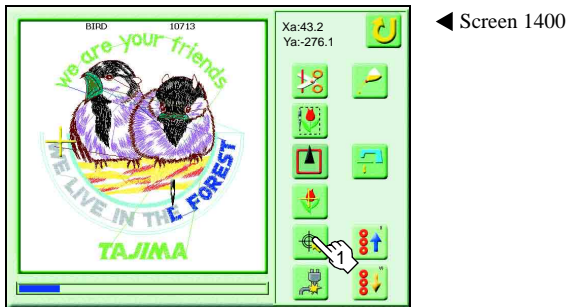 ◀ Screen 1400
BIRD 10713
Xa:43.2
Ya:-276.1
we are your friends
WE LIVE IN THE FOREST
TAJIMA
1